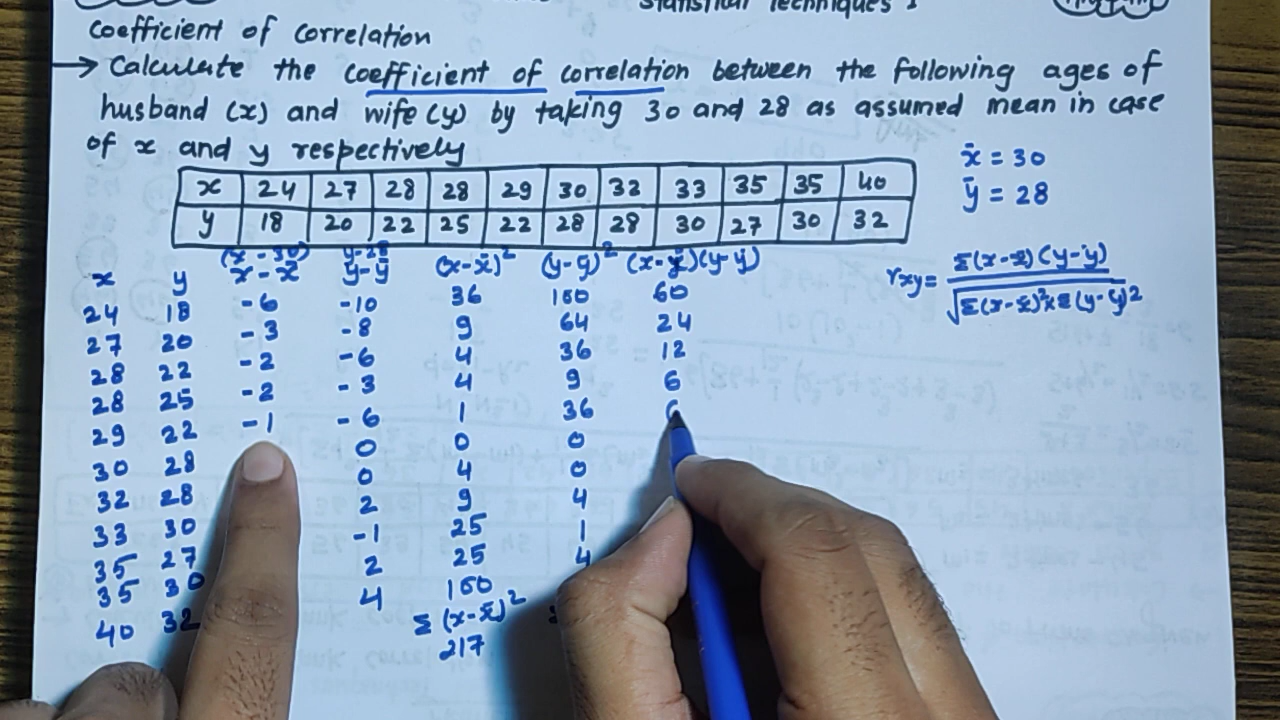 Statistical Techniques
coefficient of correlation
→ Calculate the coefficient of correlation between the following ages of
husband (x) and wife (y) by taking 30 and 28 as assumed mean in case
of x and y respectively
x̄ = 30
ȳ = 28
x 24 27 28 28 29 30 32 33 35 35 40
y 18 20 22 25 22 28 28 30 27 30 32
(x-30) y-28
x y x-x̄ y-ȳ (x-x̄)² (y-ȳ)² (x-x̄)(y-ȳ)
rxy = Σ(x-x̄)(y-ȳ)
√Σ(x-x̄)²xΣ(y-ȳ)²
24 18 -6 -10 36 100 60
27 20 -3 -8 9 64 24
28 22 -2 -6 4 36 12
28 25 -2 -3 4 9 6
29 22 -1 -6 1 36
30 28 0 0 0
32 28 0 4 0
33 30 2 9 4
35 27 -1 25 1
35 30 2 25 4
40 32 4 100
Σ(x-x̄)²
217